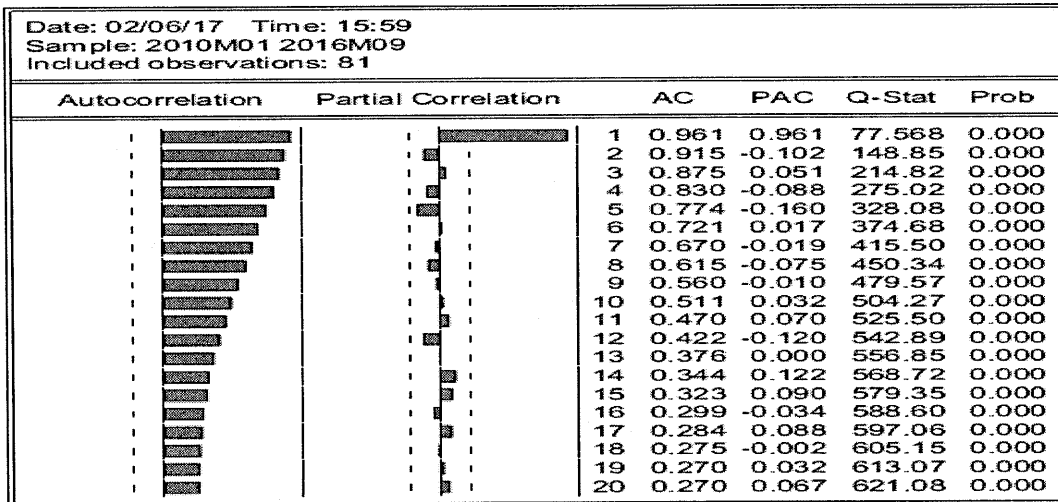 Date: 02/06/17 Time: 15:59
Sample: 2010M01 2016M09
Included observations: 81
Autocorrelation Partial Correlation AC PAC Q-Stat Prob
1 0.961 0.961 77.568 0.000
2 0.915 -0.102 148.85 0.000
3 0.875 0.051 214.82 0.000
4 0.830 -0.088 275.02 0.000
5 0.774 -0.160 328.08 0.000
6 0.721 0.017 374.68 0.000
7 0.670 -0.019 415.50 0.000
8 0.615 -0.075 450.34 0.000
9 0.560 -0.010 479.57 0.000
10 0.511 0.032 504.27 0.000
11 0.470 0.070 525.50 0.000
12 0.422 -0.120 542.89 0.000
13 0.376 0.000 556.85 0.000
14 0.344 0.122 568.72 0.000
15 0.323 0.090 579.35 0.000
16 0.299 -0.034 588.60 0.000
17 0.284 0.088 597.06 0.000
18 0.275 -0.002 605.15 0.000
19 0.270 0.032 613.07 0.000
20 0.270 0.067 621.08 0.000